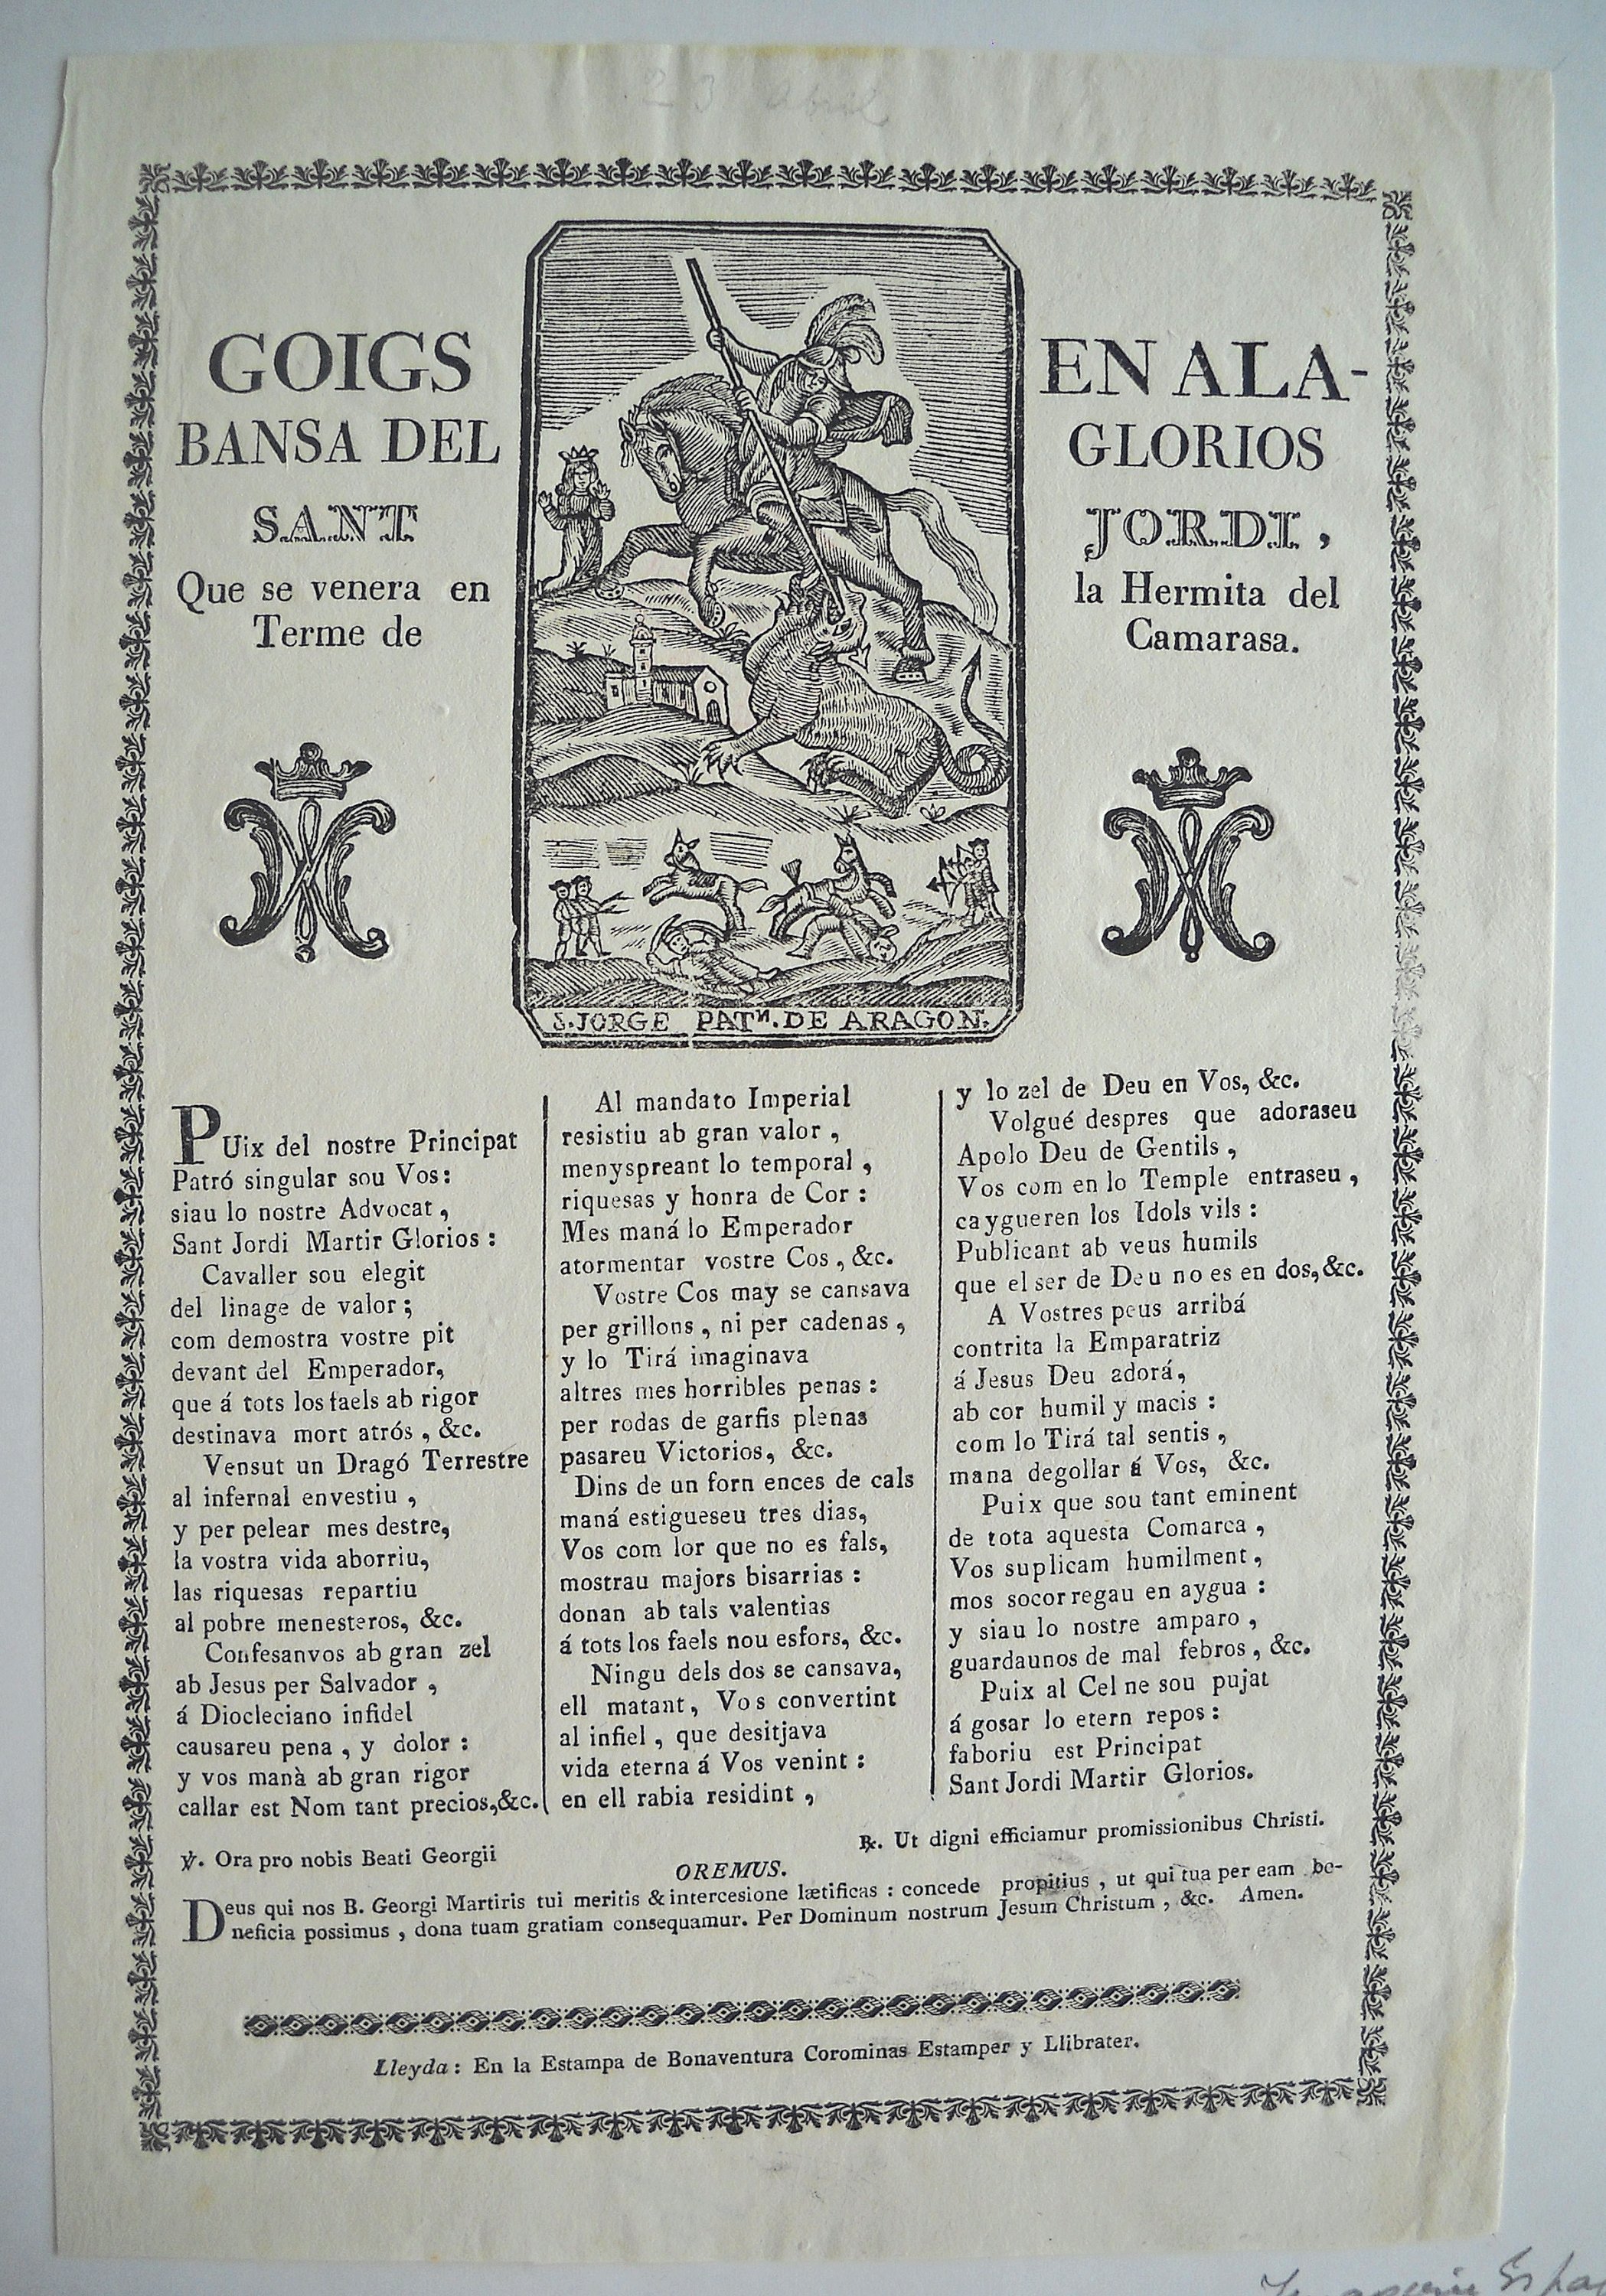 23 Abril
GOIGS EN ALA-
BANSA DEL GLORIOS
SANT JORDI,
Que se venera en la Hermita del
Terme de Camarasa.
S. JORGE PATᴺ. DE ARAGON.
PUix del nostre Principat
Patró singular sou Vos:
siau lo nostre Advocat,
Sant Jordi Martir Glorios:
Cavaller sou elegit
del linage de valor;
com demostra vostre pit
devant del Emperador,
que á tots los faels ab rigor
destinava mort atrós, &c.
Vensut un Dragó Terrestre
al infernal envestiu,
y per pelear mes destre,
la vostra vida aborriu,
las riquesas repartiu
al pobre menesteros, &c.
Confesanvos ab gran zel
ab Jesus per Salvador,
á Diocleciano infidel
causareu pena, y dolor:
y vos manà ab gran rigor
callar est Nom tant precios, &c.
Al mandato Imperial
resistiu ab gran valor,
menyspreant lo temporal,
riquesas y honra de Cor:
Mes maná lo Emperador
atormentar vostre Cos, &c.
Vostre Cos may se cansava
per grillons, ni per cadenas,
y lo Tirá imaginava
altres mes horribles penas:
per rodas de garfis plenas
pasareu Victorios, &c.
Dins de un forn ences de cals
maná estigueseu tres dias,
Vos com lor que no es fals,
mostrau majors bisarrias:
donan ab tals valentias
á tots los faels nou esfors, &c.
Ningu dels dos se cansava,
ell matant, Vos convertint
al infiel, que desitjava
vida eterna á Vos venint:
en ell rabia residint,
y lo zel de Deu en Vos, &c.
Volgué despres que adoraseu
Apolo Deu de Gentils,
Vos com en lo Temple entraseu,
caygueren los Idols vils:
Publicant ab veus humils
que el ser de Deu no es en dos, &c.
A Vostres peus arribá
contrita la Emparatriz
á Jesus Deu adorá,
ab cor humil y macis:
com lo Tirá tal sentis,
mana degollar á Vos, &c.
Puix que sou tant eminent
de tota aquesta Comarca,
Vos suplicam humilment,
mos socorregau en aygua:
y siau lo nostre amparo,
guardaunos de mal febros, &c.
Puix al Cel ne sou pujat
á gosar lo etern repos:
faboriu est Principat
Sant Jordi Martir Glorios.
℣. Ora pro nobis Beati Georgii
℟. Ut digni efficiamur promissionibus Christi.
OREMUS.
Deus qui nos B. Georgi Martiris tui meritis & intercesione lætificas: concede propitius, ut qui tua per eam be-
neficia possimus, dona tuam gratiam consequamur. Per Dominum nostrum Jesum Christum, &c. Amen.
Lleyda: En la Estampa de Bonaventura Corominas Estamper y Llibrater.